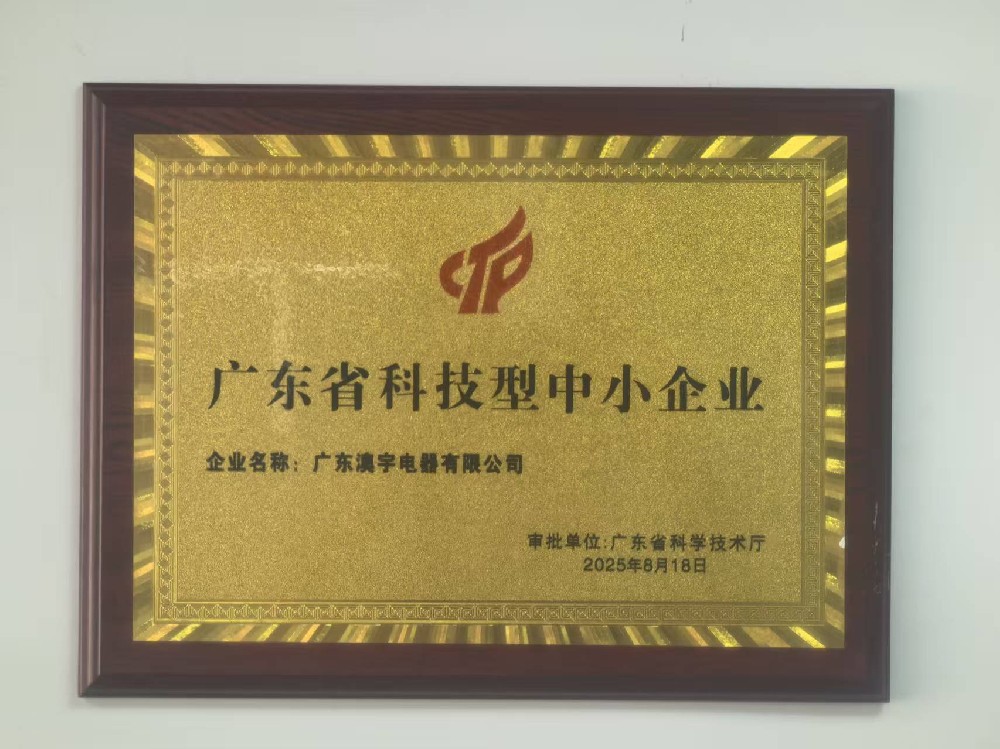 CTP
广东省科技型中小企业
企业名称：广东澳宇电器有限公司
审批单位:广东省科学技术厅
2025年8月18日